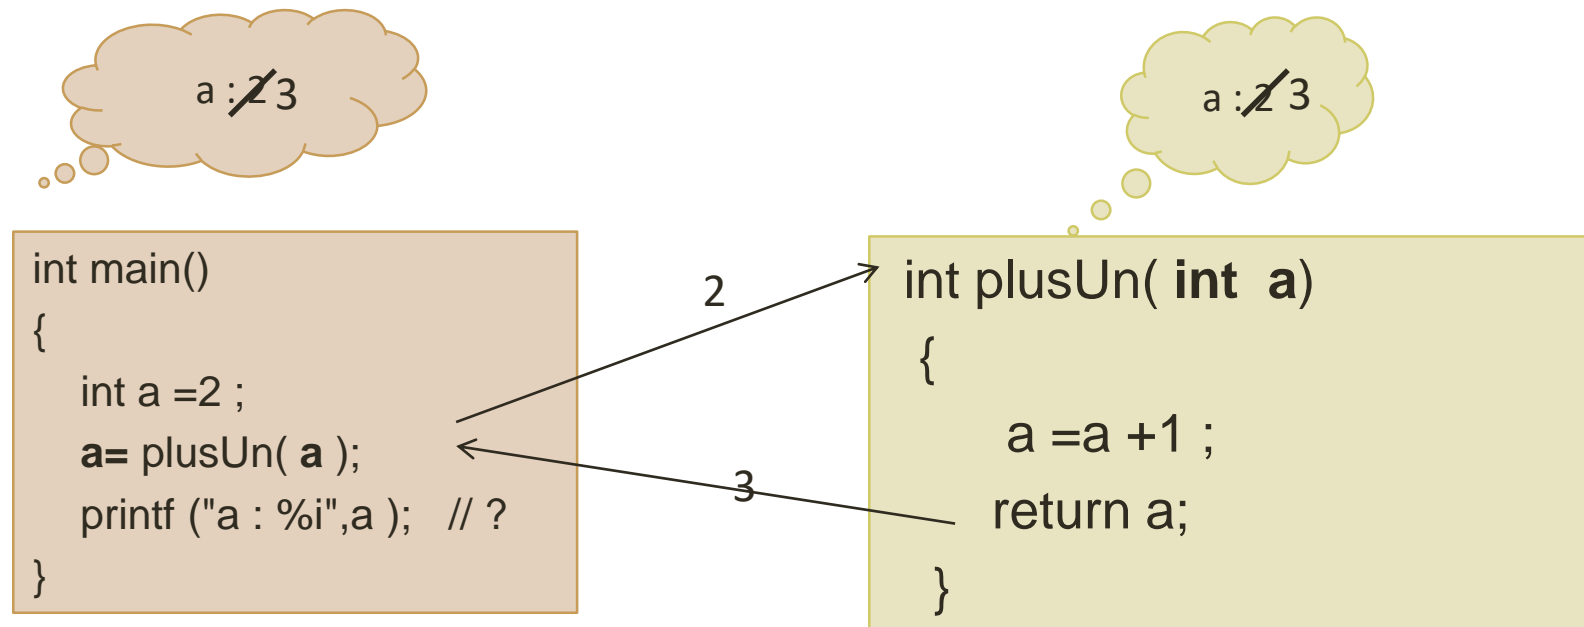 a : 2 3
a : 2 3
int main()
{
int a =2 ;
a= plusUn( a );
printf ("a : %i",a );   // ?
}
2
3
int plusUn( int a)
{
a =a +1 ;
return a;
}